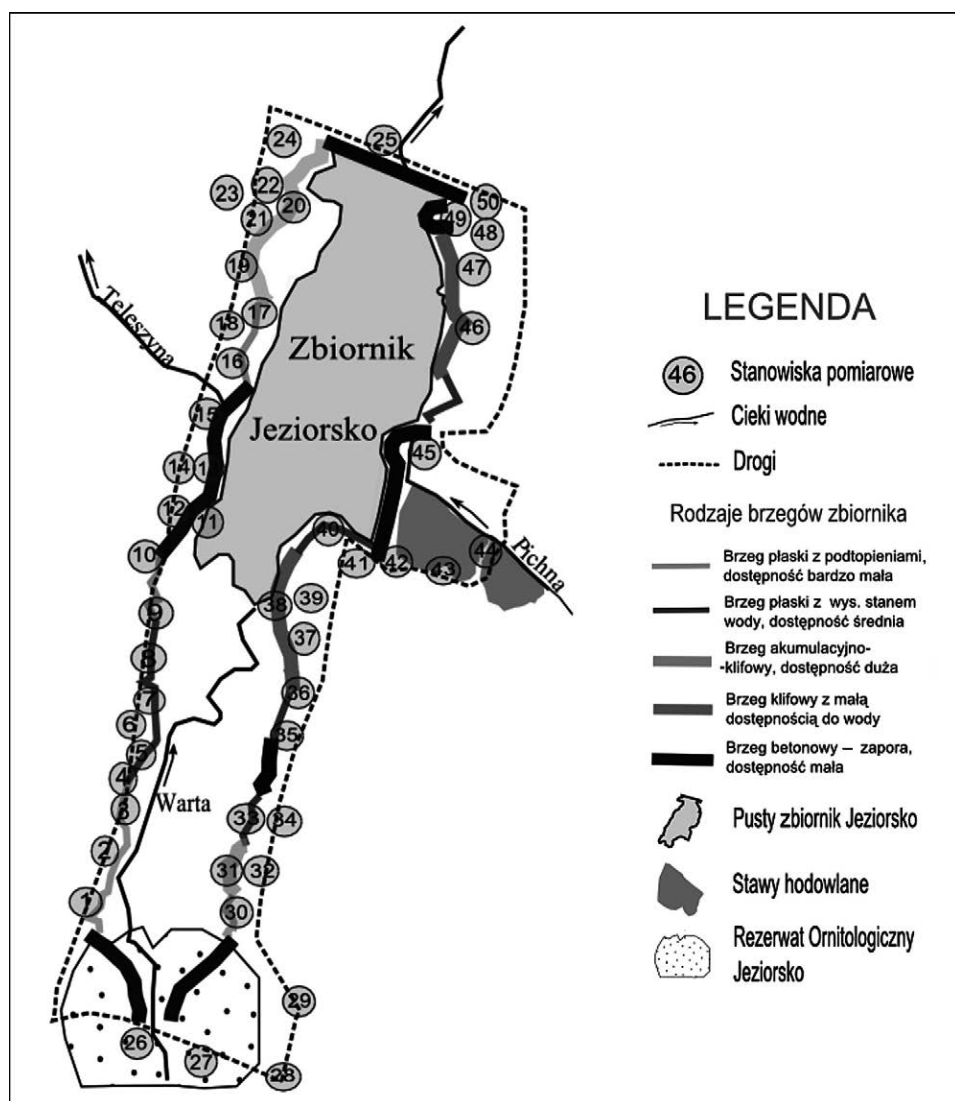 24
25
23
22
20
21
50
49
48
19
47
18
17
46
Teleszyna
16
Zbiornik
15
Jeziorsko
45
14
1
12
11
10
40
41
42
43
44
Pichna
9
38
39
37
8
7
36
6
35
5
4
Warta
3
33
34
2
31
32
1
30
29
26
27
28
LEGENDA
46 Stanowiska pomiarowe
Cieki wodne
Drogi
Rodzaje brzegów zbiornika
Brzeg płaski z podtopieniami,
dostępność bardzo mała
Brzeg płaski z wys. stanem
wody, dostępność średnia
Brzeg akumulacyjno-
-klifowy, dostępność duża
Brzeg klifowy z małą
dostępnością do wody
Brzeg betonowy – zapora,
dostępność mała
Pusty zbiornik Jeziorsko
Stawy hodowlane
Rezerwat Ornitologiczny
Jeziorsko